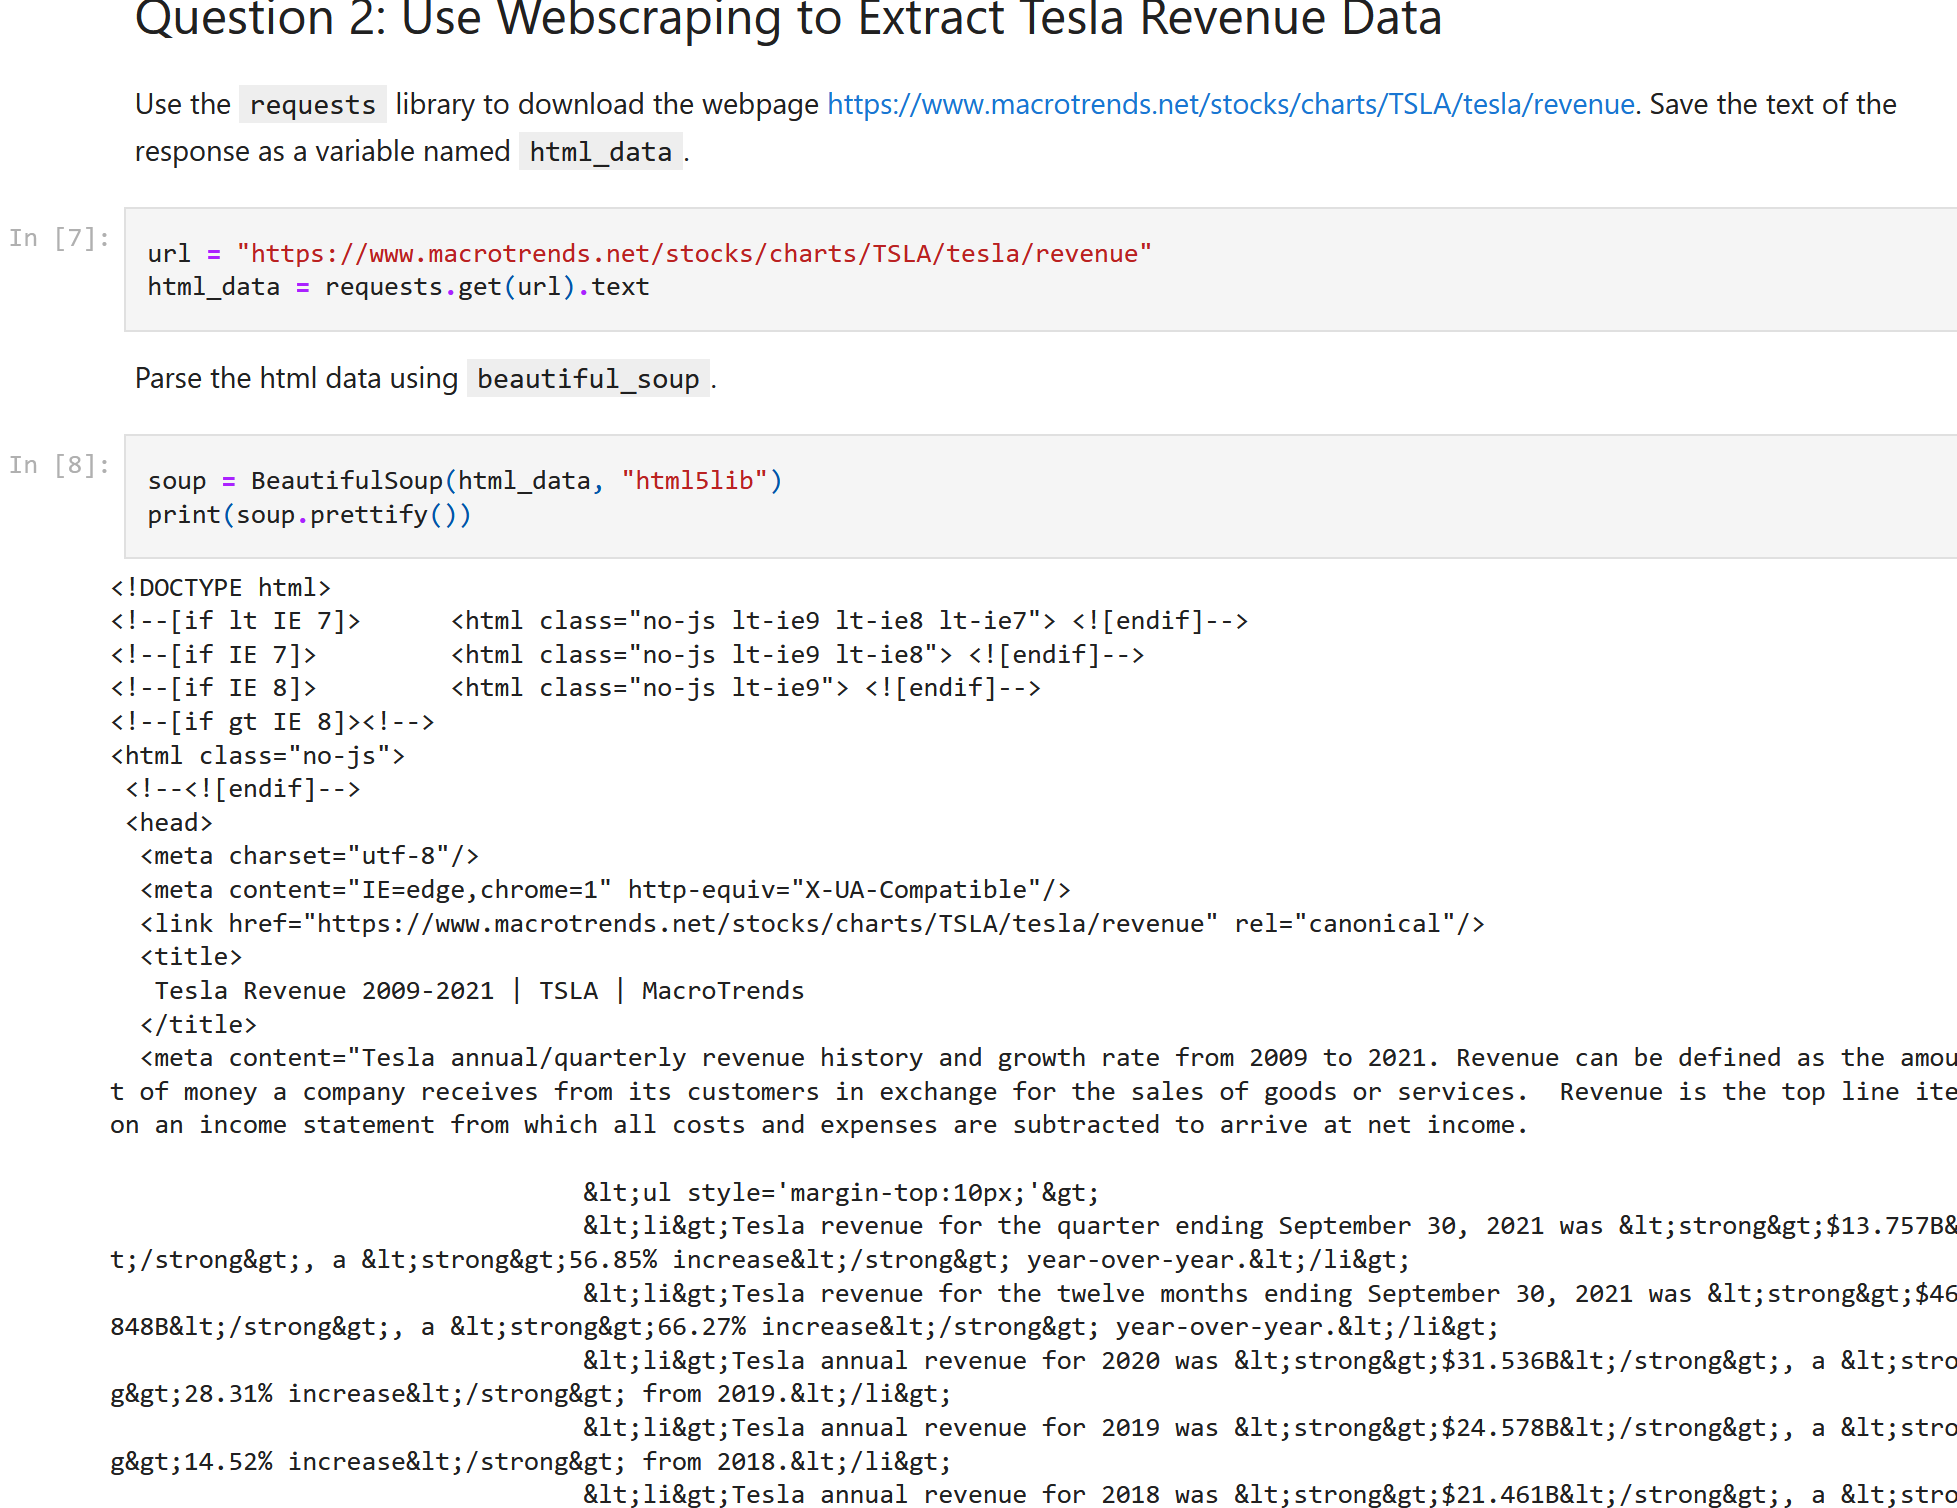 Question 2: Use Webscraping to Extract Tesla Revenue Data
Use the requests library to download the webpage https://www.macrotrends.net/stocks/charts/TSLA/tesla/revenue. Save the text of the
response as a variable named html_data.
In [7]:
url = "https://www.macrotrends.net/stocks/charts/TSLA/tesla/revenue"
html_data = requests.get(url).text
Parse the html data using beautiful_soup.
In [8]:
soup = BeautifulSoup(html_data, "html5lib")
print(soup.prettify())
<!DOCTYPE html>
<!--[if lt IE 7]>      <html class="no-js lt-ie9 lt-ie8 lt-ie7"> <![endif]-->
<!--[if IE 7]>         <html class="no-js lt-ie9 lt-ie8"> <![endif]-->
<!--[if IE 8]>         <html class="no-js lt-ie9"> <![endif]-->
<!--[if gt IE 8]><!-->
<html class="no-js">
 <!--<![endif]-->
 <head>
  <meta charset="utf-8"/>
  <meta content="IE=edge,chrome=1" http-equiv="X-UA-Compatible"/>
  <link href="https://www.macrotrends.net/stocks/charts/TSLA/tesla/revenue" rel="canonical"/>
  <title>
   Tesla Revenue 2009-2021 | TSLA | MacroTrends
  </title>
  <meta content="Tesla annual/quarterly revenue history and growth rate from 2009 to 2021. Revenue can be defined as the amou
t of money a company receives from its customers in exchange for the sales of goods or services.  Revenue is the top line ite
on an income statement from which all costs and expenses are subtracted to arrive at net income.
&lt;ul style='margin-top:10px;'&gt;
&lt;li&gt;Tesla revenue for the quarter ending September 30, 2021 was &lt;strong&gt;$13.757B&
t;/strong&gt;, a &lt;strong&gt;56.85% increase&lt;/strong&gt; year-over-year.&lt;/li&gt;
&lt;li&gt;Tesla revenue for the twelve months ending September 30, 2021 was &lt;strong&gt;$46
848B&lt;/strong&gt;, a &lt;strong&gt;66.27% increase&lt;/strong&gt; year-over-year.&lt;/li&gt;
&lt;li&gt;Tesla annual revenue for 2020 was &lt;strong&gt;$31.536B&lt;/strong&gt;, a &lt;stro
g&gt;28.31% increase&lt;/strong&gt; from 2019.&lt;/li&gt;
&lt;li&gt;Tesla annual revenue for 2019 was &lt;strong&gt;$24.578B&lt;/strong&gt;, a &lt;stro
g&gt;14.52% increase&lt;/strong&gt; from 2018.&lt;/li&gt;
&lt;li&gt;Tesla annual revenue for 2018 was &lt;strong&gt;$21.461B&lt;/strong&gt;, a &lt;stro